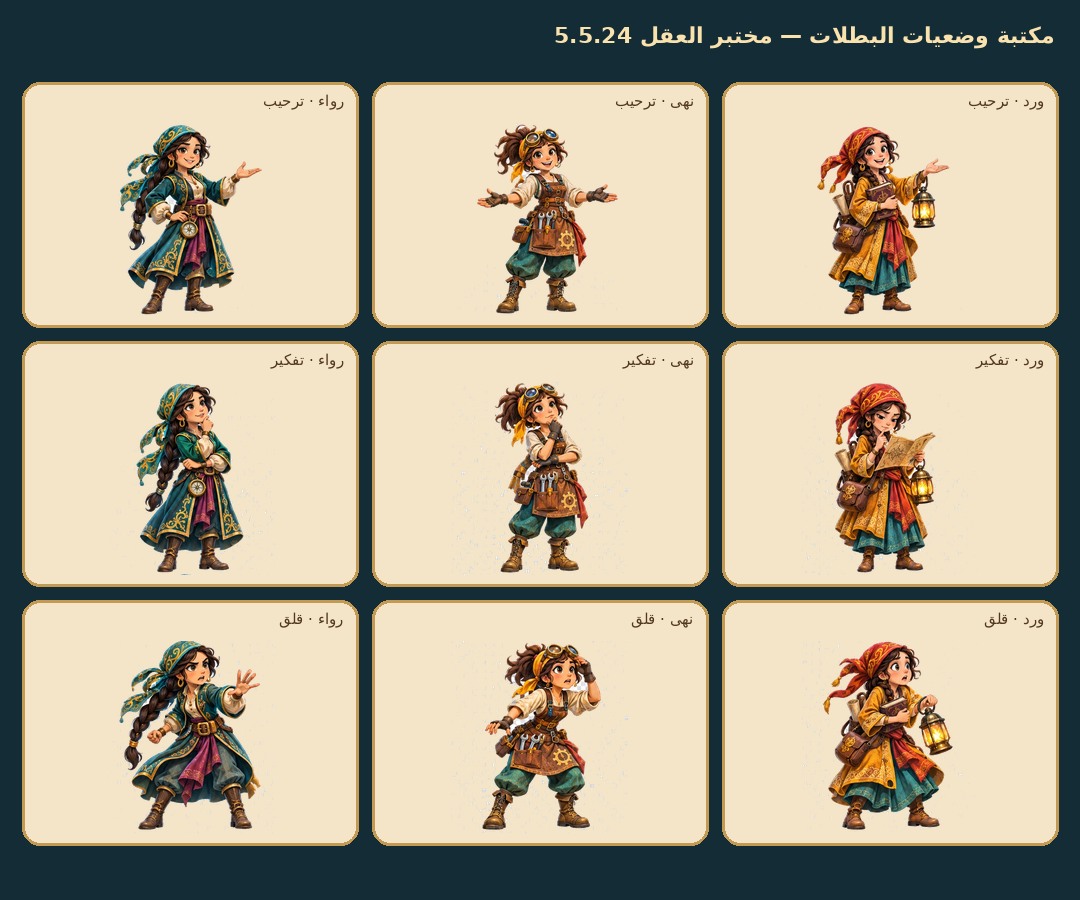 مكتبة وضعيات البطلات — مختبر العقل 5.5.24
ورد · ترحيب
نهى · ترحيب
رواء · ترحيب
ورد · تفكير
نهى · تفكير
رواء · تفكير
ورد · قلق
نهى · قلق
رواء · قلق